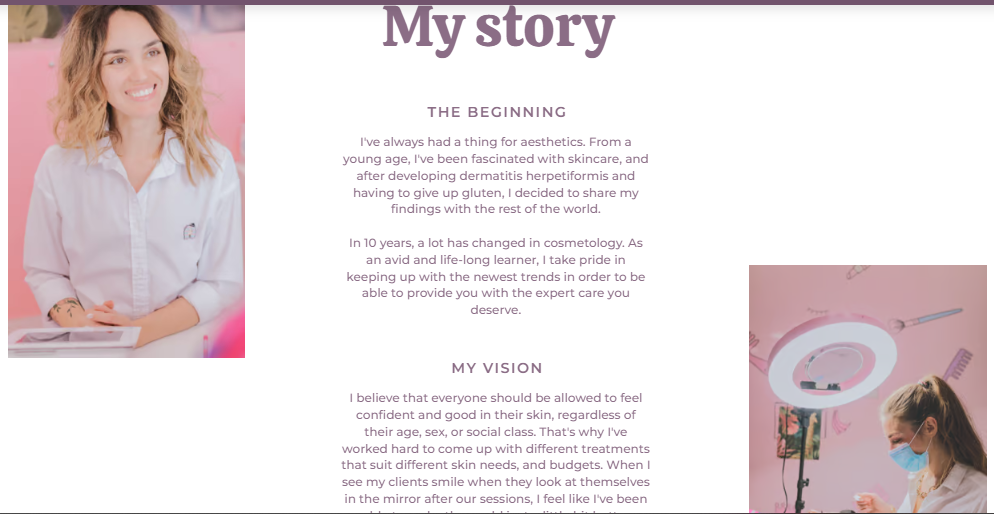 My story
THE BEGINNING
I've always had a thing for aesthetics. From a
young age, I've been fascinated with skincare, and
after developing dermatitis herpetiformis and
having to give up gluten, I decided to share my
findings with the rest of the world.
In 10 years, a lot has changed in cosmetology. As
an avid and life-long learner, I take pride in
keeping up with the newest trends in order to be
able to provide you with the expert care you
deserve.
MY VISION
I believe that everyone should be allowed to feel
confident and good in their skin, regardless of
their age, sex, or social class. That's why I've
worked hard to come up with different treatments
that suit different skin needs, and budgets. When I
see my clients smile when they look at themselves
in the mirror after our sessions, I feel like I've been